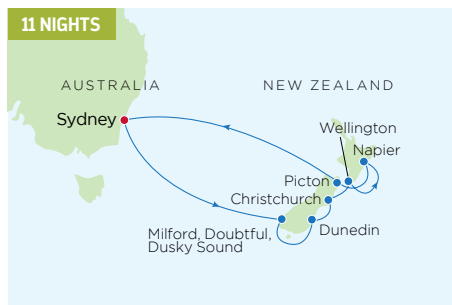 11 NIGHTS
AUSTRALIA
NEW ZEALAND
Sydney
Wellington
Napier
Picton
Christchurch
Milford, Doubtful,
Dusky Sound
Dunedin